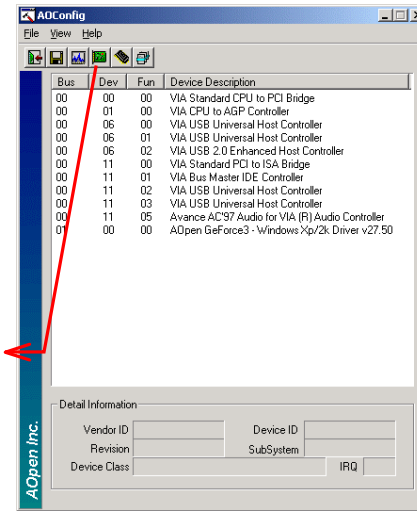 AOConfig
File View Help
Bus Dev Fun Device Description
00 00 00 VIA Standard CPU to PCI Bridge
00 01 00 VIA CPU to AGP Controller
00 06 00 VIA USB Universal Host Controller
00 06 01 VIA USB Universal Host Controller
00 06 02 VIA USB 2.0 Enhanced Host Controller
00 11 00 VIA Standard PCI to ISA Bridge
00 11 01 VIA Bus Master IDE Controller
00 11 02 VIA USB Universal Host Controller
00 11 03 VIA USB Universal Host Controller
00 11 05 Avance AC'97 Audio for VIA (R) Audio Controller
01 00 00 AOpen GeForce3 - Windows Xp/2k Driver v27.50
Detail Information
Vendor ID Device ID
Revision SubSystem
Device Class IRQ
AOpen Inc.